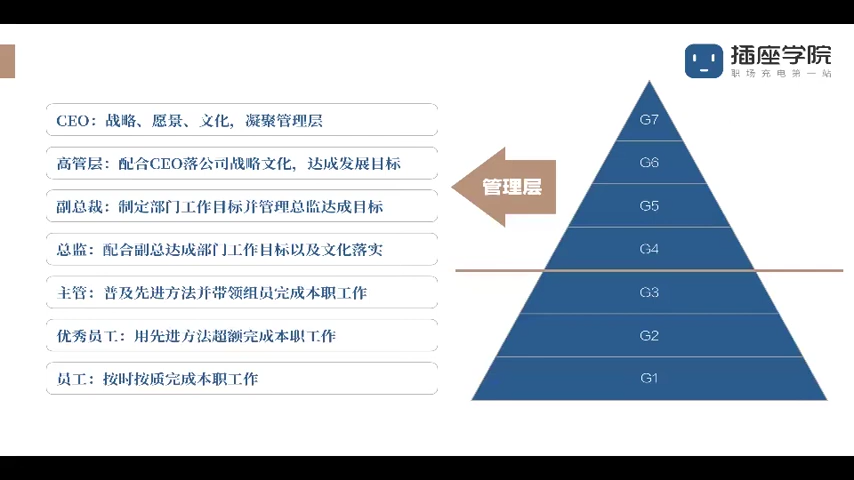 插座学院
职场充电第一站
CEO：战略、愿景、文化，凝聚管理层
高管层：配合CEO落公司战略文化，达成发展目标
副总裁：制定部门工作目标并管理总监达成目标
总监：配合副总达成部门工作目标以及文化落实
主管：普及先进方法并带领组员完成本职工作
优秀员工：用先进方法超额完成本职工作
员工：按时按质完成本职工作
管理层
G7
G6
G5
G4
G3
G2
G1